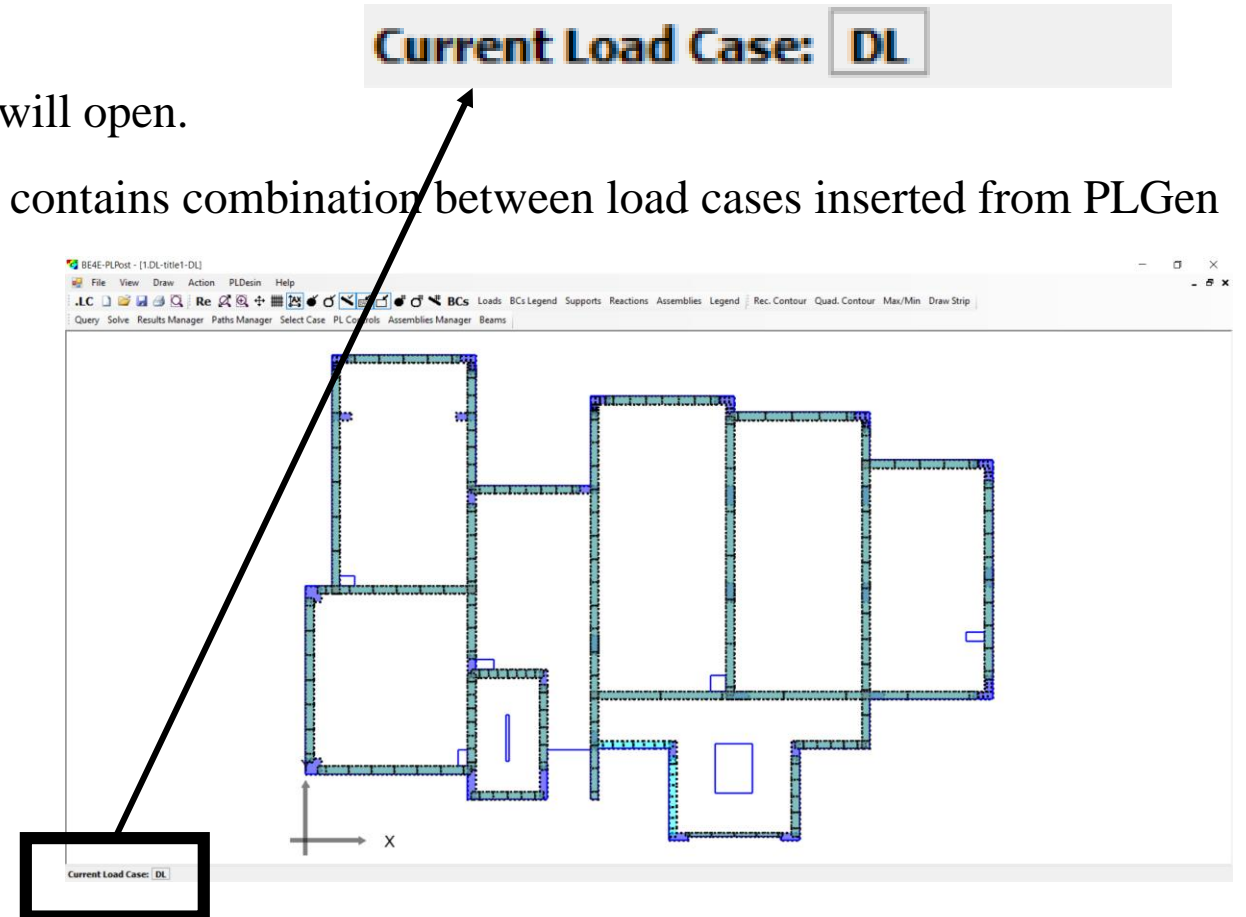 Current Load Case: DL
will open.
contains combination between load cases inserted from PLGen
BE4E-PLPost - [1.DL-title1-DL]
File View Draw Action PLDesin Help
.LC Re BCs Loads BCsLegend Supports Reactions Assemblies Legend Rec. Contour Quad. Contour Max/Min Draw Strip
Query Solve Results Manager Paths Manager Select Case PL Controls Assemblies Manager Beams
X
Current Load Case: DL